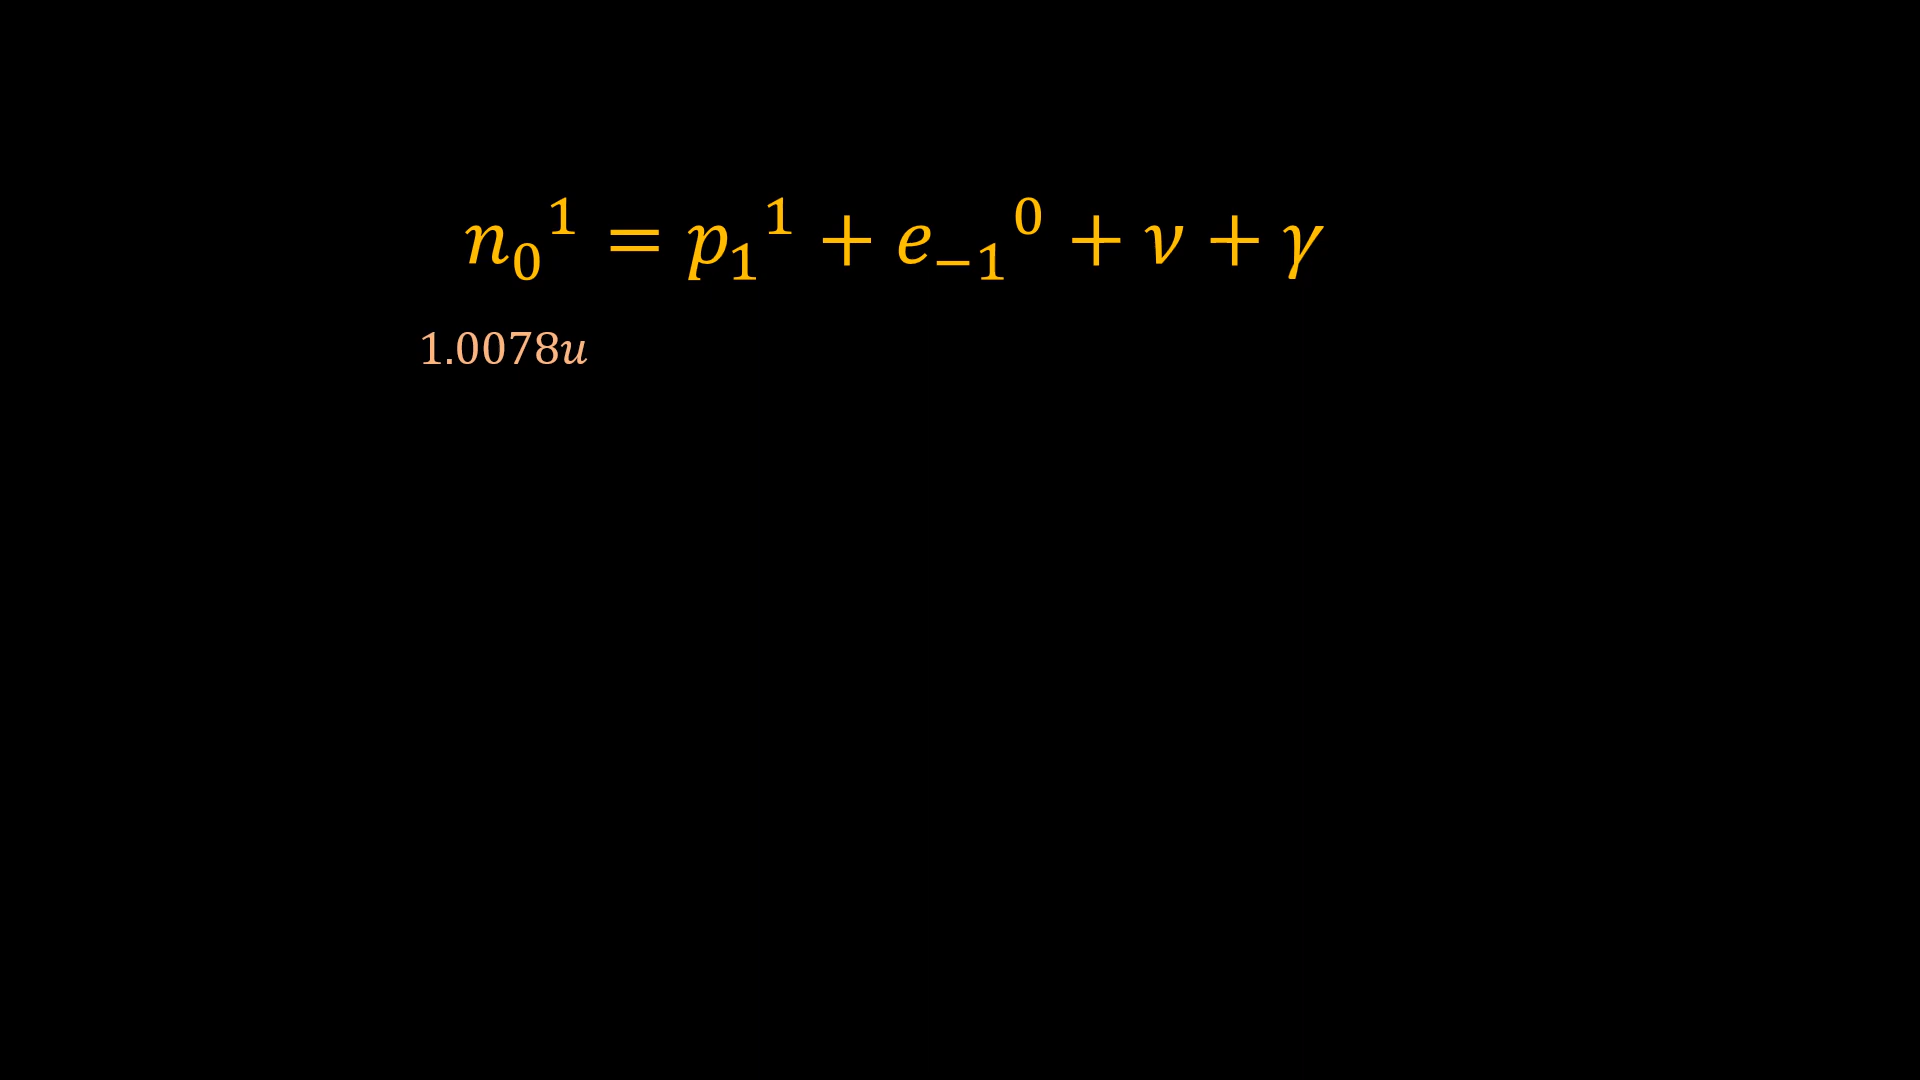 n₀¹ = p₁¹ + e₋₁⁰ + ν + γ
1.0078u